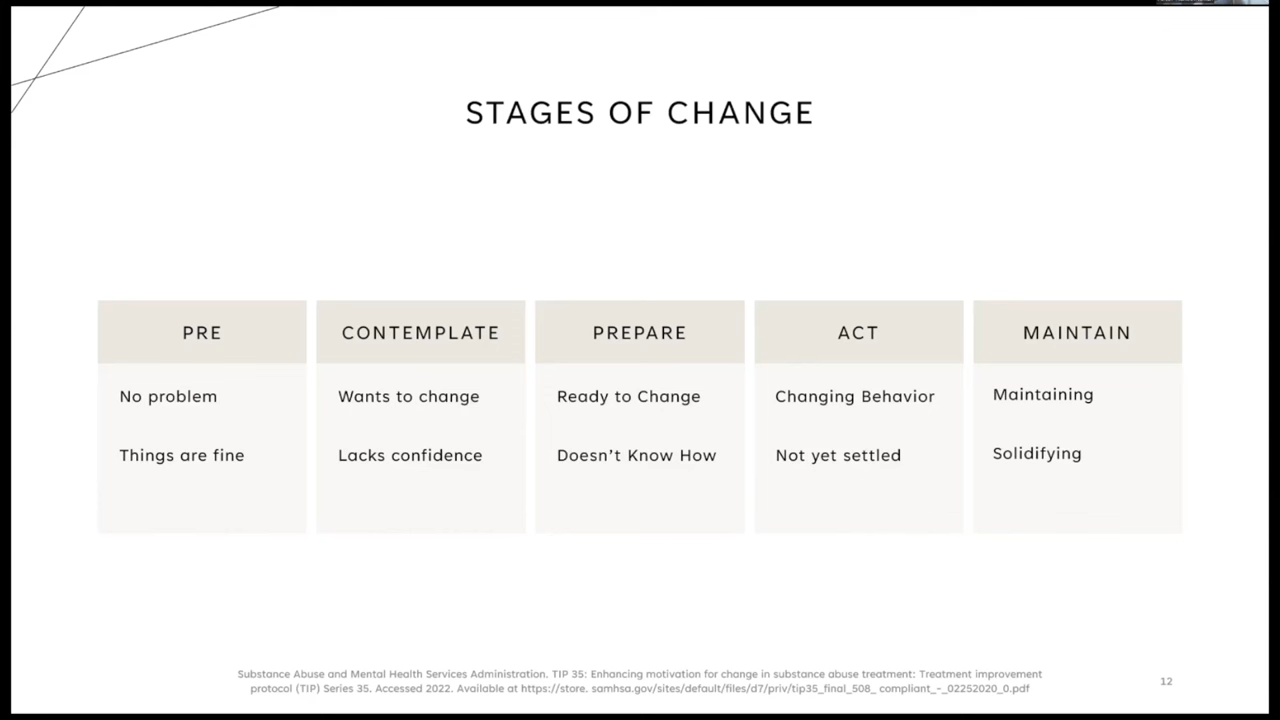 STAGES OF CHANGE
PRE
No problem
Things are fine
CONTEMPLATE
Wants to change
Lacks confidence
PREPARE
Ready to Change
Doesn’t Know How
ACT
Changing Behavior
Not yet settled
MAINTAIN
Maintaining
Solidifying
Substance Abuse and Mental Health Services Administration. TIP 35: Enhancing motivation for change in substance abuse treatment: Treatment improvement
protocol (TIP) Series 35. Accessed 2022. Available at https://store. samhsa.gov/sites/default/files/d7/priv/tip35_final_508_ compliant_-_02252020_0.pdf
12